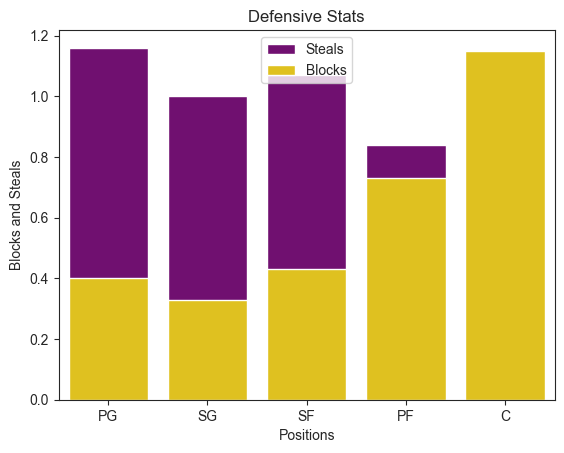 Defensive Stats
Steals
Blocks
1.2
1.0
0.8
0.6
0.4
0.2
0.0
Blocks and Steals
PG SG SF PF C
Positions